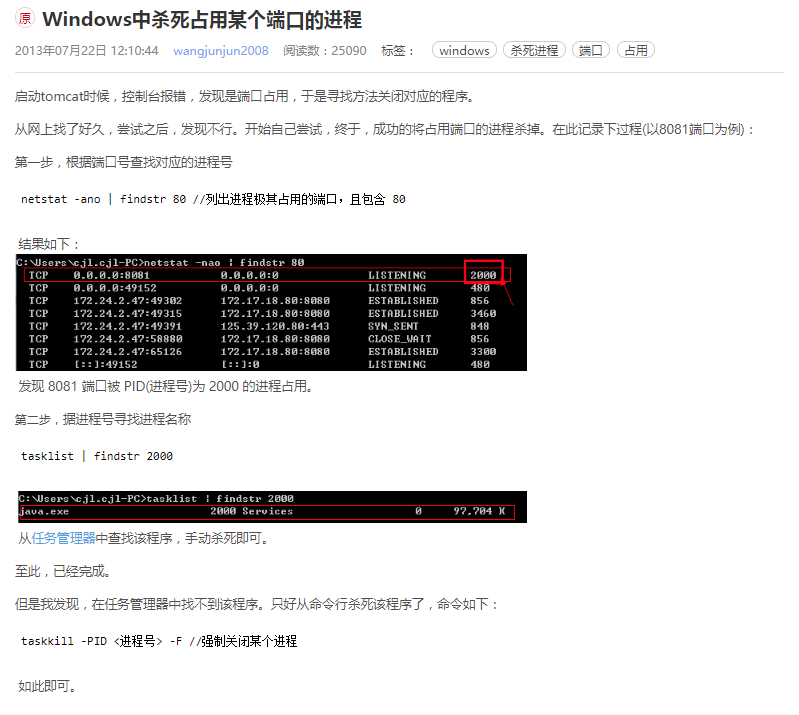 原 Windows中杀死占用某个端口的进程
2013年07月22日 12:10:44 wangjunjun2008 阅读数：25090 标签： windows 杀死进程 端口 占用
启动tomcat时候，控制台报错，发现是端口占用，于是寻找方法关闭对应的程序。
从网上找了好久，尝试之后，发现不行。开始自己尝试，终于，成功的将占用端口的进程杀掉。在此记录下过程(以8081端口为例)：
第一步，根据端口号查找对应的进程号
netstat -ano | findstr 80 //列出进程极其占用的端口，且包含 80
结果如下：
C:\Users\cjl.cjl-PC>netstat -nao | findstr 80
TCP 0.0.0.0:8081 0.0.0.0:0 LISTENING 2000
TCP 0.0.0.0:49152 0.0.0.0:0 LISTENING 480
TCP 172.24.2.47:49302 172.17.18.80:8080 ESTABLISHED 856
TCP 172.24.2.47:49315 172.17.18.80:8080 ESTABLISHED 3460
TCP 172.24.2.47:49391 125.39.120.80:443 SYN_SENT 848
TCP 172.24.2.47:58880 172.17.18.80:8080 CLOSE_WAIT 856
TCP 172.24.2.47:65126 172.17.18.80:8080 ESTABLISHED 3300
TCP [::]:49152 [::]:0 LISTENING 480
发现 8081 端口被 PID(进程号)为 2000 的进程占用。
第二步，据进程号寻找进程名称
tasklist | findstr 2000
C:\Users\cjl.cjl-PC>tasklist | findstr 2000
java.exe 2000 Services 0 97,704 K
从任务管理器中查找该程序，手动杀死即可。
至此，已经完成。
但是我发现，在任务管理器中找不到该程序。只好从命令行杀死该程序了，命令如下：
taskkill -PID <进程号> -F //强制关闭某个进程
如此即可。